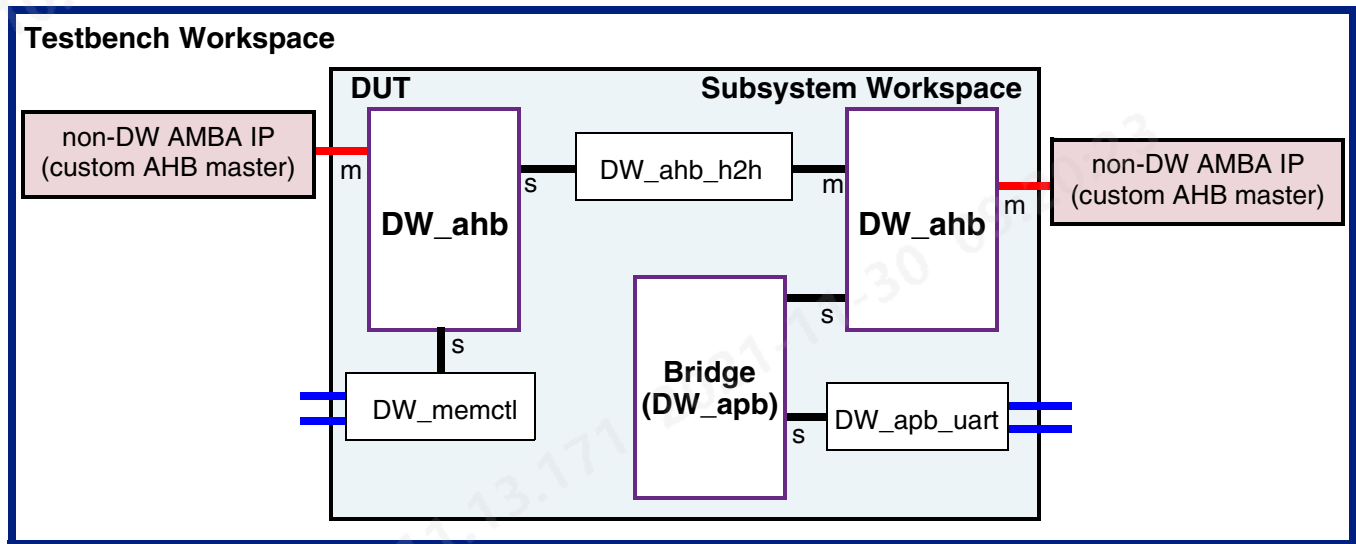 Testbench Workspace
DUT
Subsystem Workspace
non-DW AMBA IP
(custom AHB master)
m
DW_ahb
s
DW_ahb_h2h
m
DW_ahb
m
non-DW AMBA IP
(custom AHB master)
s
s
Bridge
(DW_apb)
s
DW_memctl
DW_apb_uart